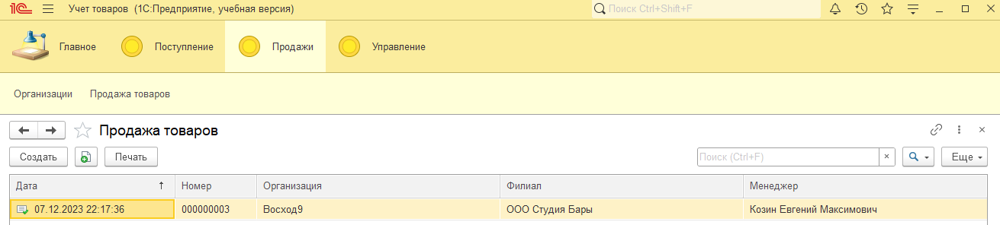 1С Учет товаров (1С:Предприятие, учебная версия) Поиск Ctrl+Shift+F
Главное Поступление Продажи Управление
Организации Продажа товаров
Продажа товаров
Создать Печать Поиск (Ctrl+F) Еще
Дата Номер Организация Филиал Менеджер
07.12.2023 22:17:36 000000003 Восход9 ООО Студия Бары Козин Евгений Максимович